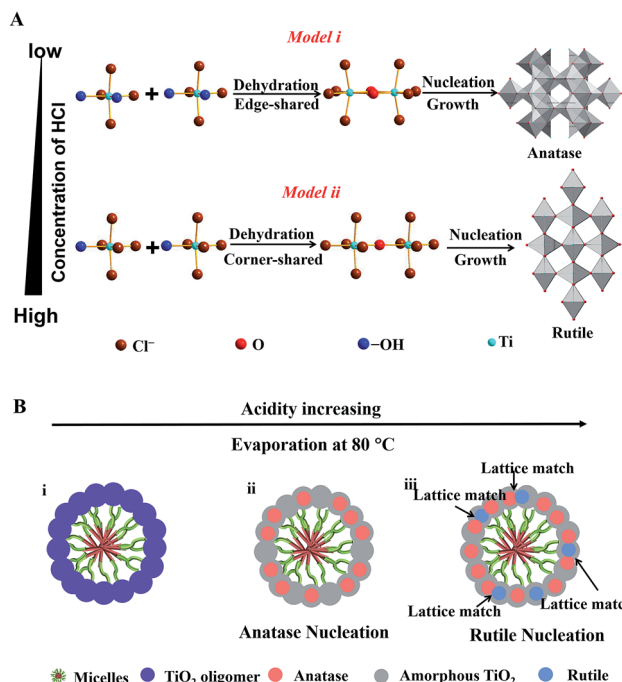 A
Model i
low
Dehydration
Edge-shared
Nucleation
Growth
Anatase
Concentration of HCl
Model ii
Dehydration
Corner-shared
Nucleation
Growth
High
Rutile
Cl⁻
O
–OH
Ti
B
Acidity increasing
Evaporation at 80 °C
i
ii
iii
Lattice match
Lattice match
Lattice match
Lattice match
Lattice matc
Anatase Nucleation
Rutile Nucleation
Micelles
TiO₂ oligomer
Anatase
Amorphous TiO₂
Rutile